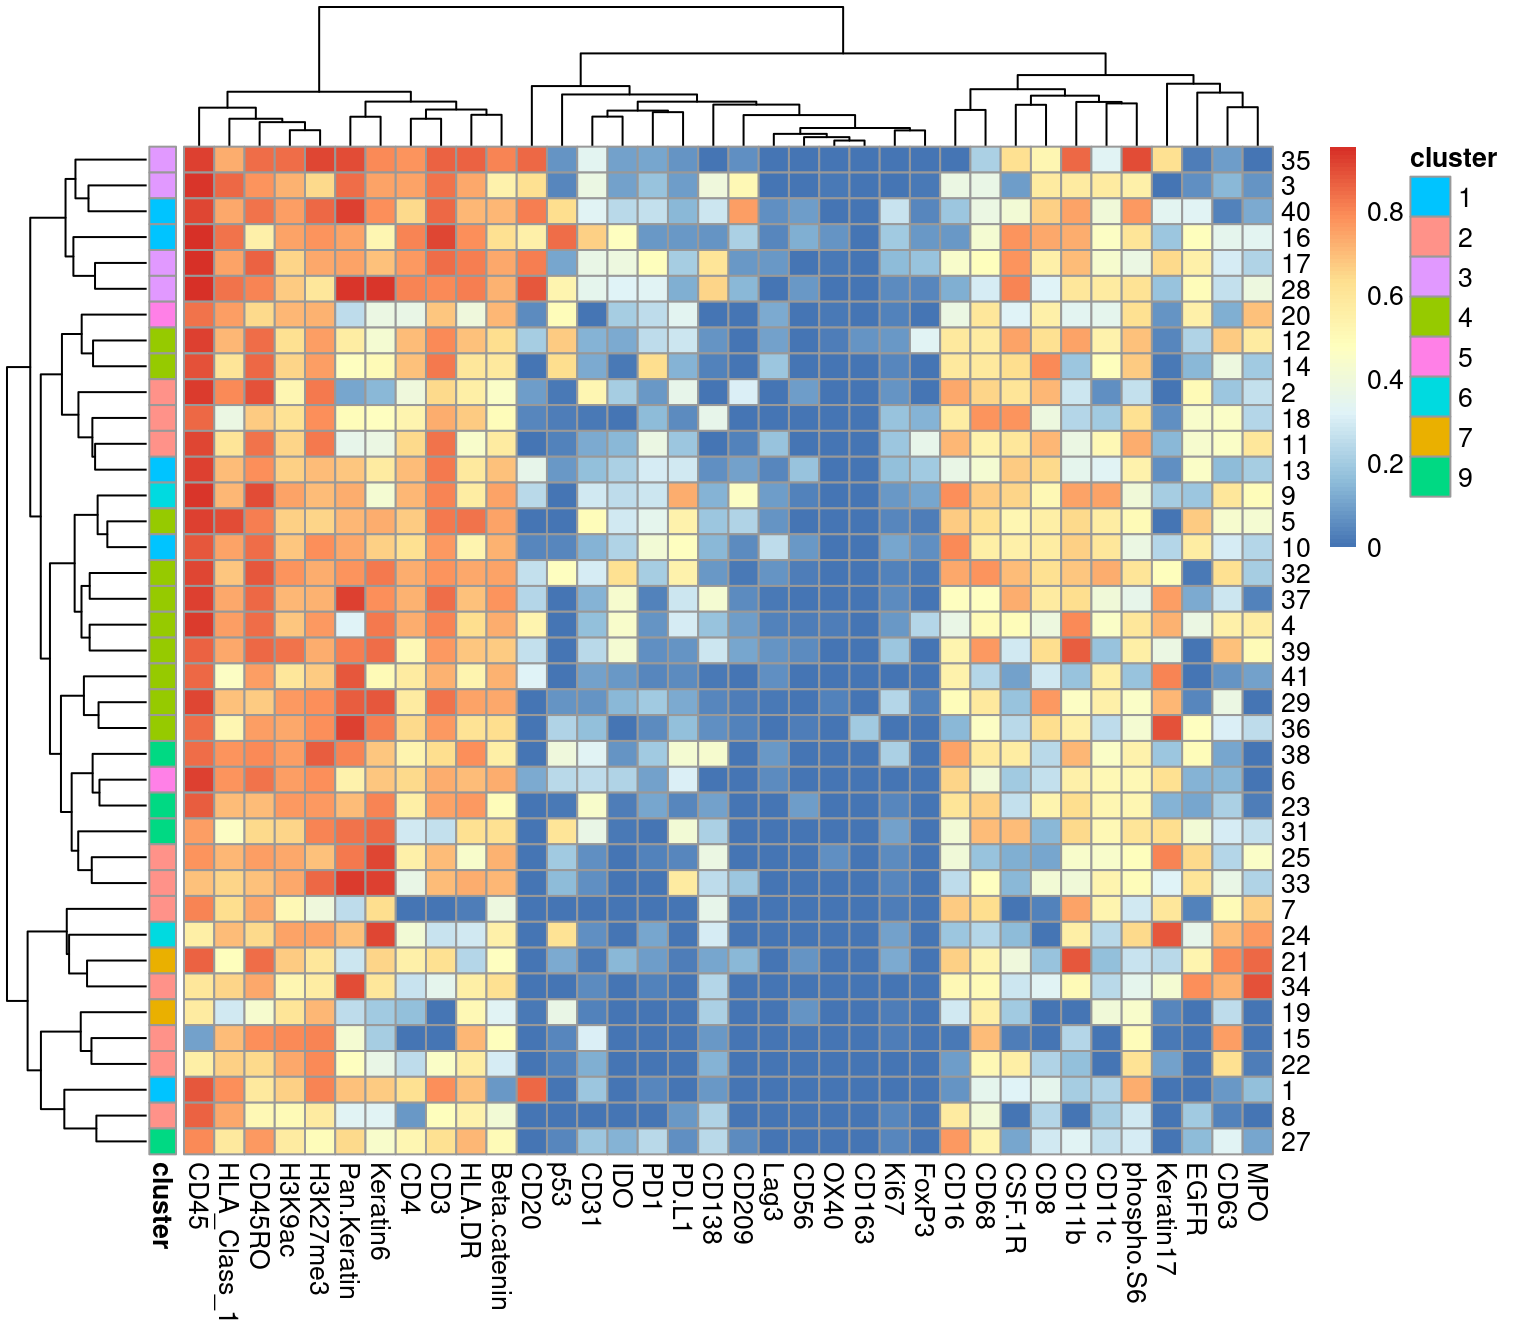 cluster
1
2
3
4
5
6
7
9
0.8
0.6
0.4
0.2
0
35
3
40
16
17
28
20
12
14
2
18
11
13
9
5
10
32
37
4
39
41
29
36
38
6
23
31
25
33
7
24
21
34
19
15
22
1
8
27
cluster
CD45
HLA_Class_1
CD45RO
H3K9ac
H3K27me3
Pan.Keratin
Keratin6
CD4
CD3
HLA.DR
Beta.catenin
CD20
p53
CD31
IDO
PD1
PD.L1
CD138
CD209
Lag3
CD56
OX40
CD163
Ki67
FoxP3
CD16
CD68
CSF.1R
CD8
CD11b
CD11c
phospho.S6
Keratin17
EGFR
CD63
MPO